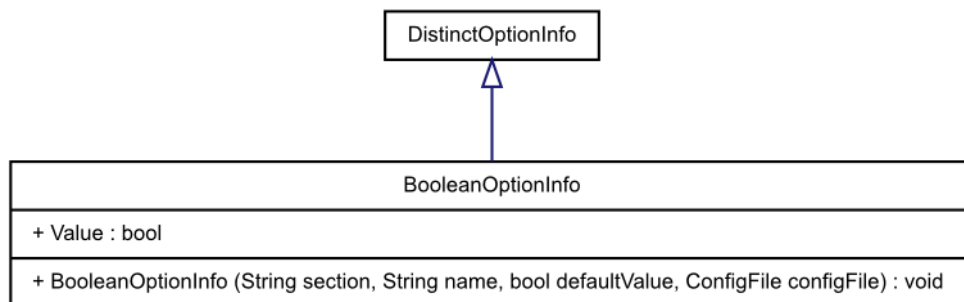 DistinctOptionInfo
BooleanOptionInfo
+ Value : bool
+ BooleanOptionInfo (String section, String name, bool defaultValue, ConfigFile configFile) : void